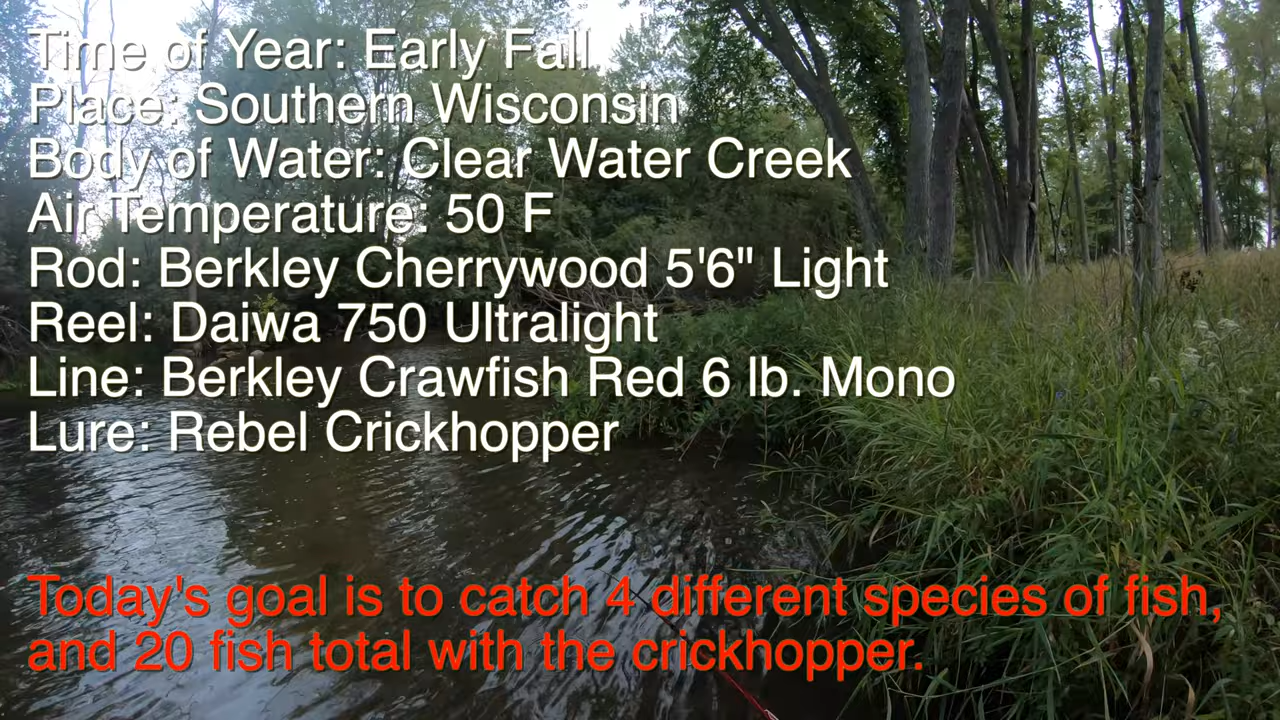 Time of Year: Early Fall
Place: Southern Wisconsin
Body of Water: Clear Water Creek
Air Temperature: 50 F
Rod: Berkley Cherrywood 5'6" Light
Reel: Daiwa 750 Ultralight
Line: Berkley Crawfish Red 6 lb. Mono
Lure: Rebel Crickhopper
Today's goal is to catch 4 different species of fish,
and 20 fish total with the crickhopper.